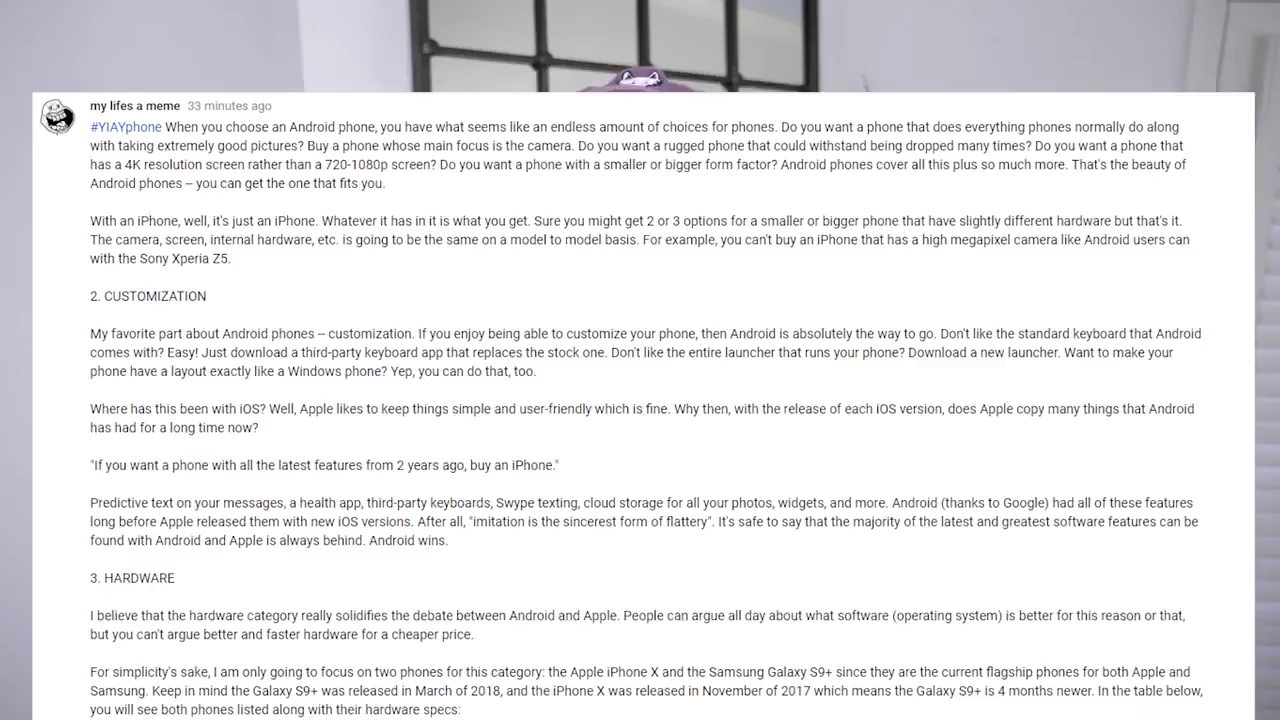 my lifes a meme 33 minutes ago
#YIAYphone When you choose an Android phone, you have what seems like an endless amount of choices for phones. Do you want a phone that does everything phones normally do along
with taking extremely good pictures? Buy a phone whose main focus is the camera. Do you want a rugged phone that could withstand being dropped many times? Do you want a phone that
has a 4K resolution screen rather than a 720-1080p screen? Do you want a phone with a smaller or bigger form factor? Android phones cover all this plus so much more. That's the beauty of
Android phones – you can get the one that fits you.
With an iPhone, well, it's just an iPhone. Whatever it has in it is what you get. Sure you might get 2 or 3 options for a smaller or bigger phone that have slightly different hardware but that's it.
The camera, screen, internal hardware, etc. is going to be the same on a model to model basis. For example, you can't buy an iPhone that has a high megapixel camera like Android users can
with the Sony Xperia Z5.
2. CUSTOMIZATION
My favorite part about Android phones – customization. If you enjoy being able to customize your phone, then Android is absolutely the way to go. Don't like the standard keyboard that Android
comes with? Easy! Just download a third-party keyboard app that replaces the stock one. Don't like the entire launcher that runs your phone? Download a new launcher. Want to make your
phone have a layout exactly like a Windows phone? Yep, you can do that, too.
Where has this been with iOS? Well, Apple likes to keep things simple and user-friendly which is fine. Why then, with the release of each iOS version, does Apple copy many things that Android
has had for a long time now?
"If you want a phone with all the latest features from 2 years ago, buy an iPhone."
Predictive text on your messages, a health app, third-party keyboards, Swype texting, cloud storage for all your photos, widgets, and more. Android (thanks to Google) had all of these features
long before Apple released them with new iOS versions. After all, "imitation is the sincerest form of flattery". It's safe to say that the majority of the latest and greatest software features can be
found with Android and Apple is always behind. Android wins.
3. HARDWARE
I believe that the hardware category really solidifies the debate between Android and Apple. People can argue all day about what software (operating system) is better for this reason or that,
but you can't argue better and faster hardware for a cheaper price.
For simplicity's sake, I am only going to focus on two phones for this category: the Apple iPhone X and the Samsung Galaxy S9+ since they are the current flagship phones for both Apple and
Samsung. Keep in mind the Galaxy S9+ was released in March of 2018, and the iPhone X was released in November of 2017 which means the Galaxy S9+ is 4 months newer. In the table below,
you will see both phones listed along with their hardware specs: